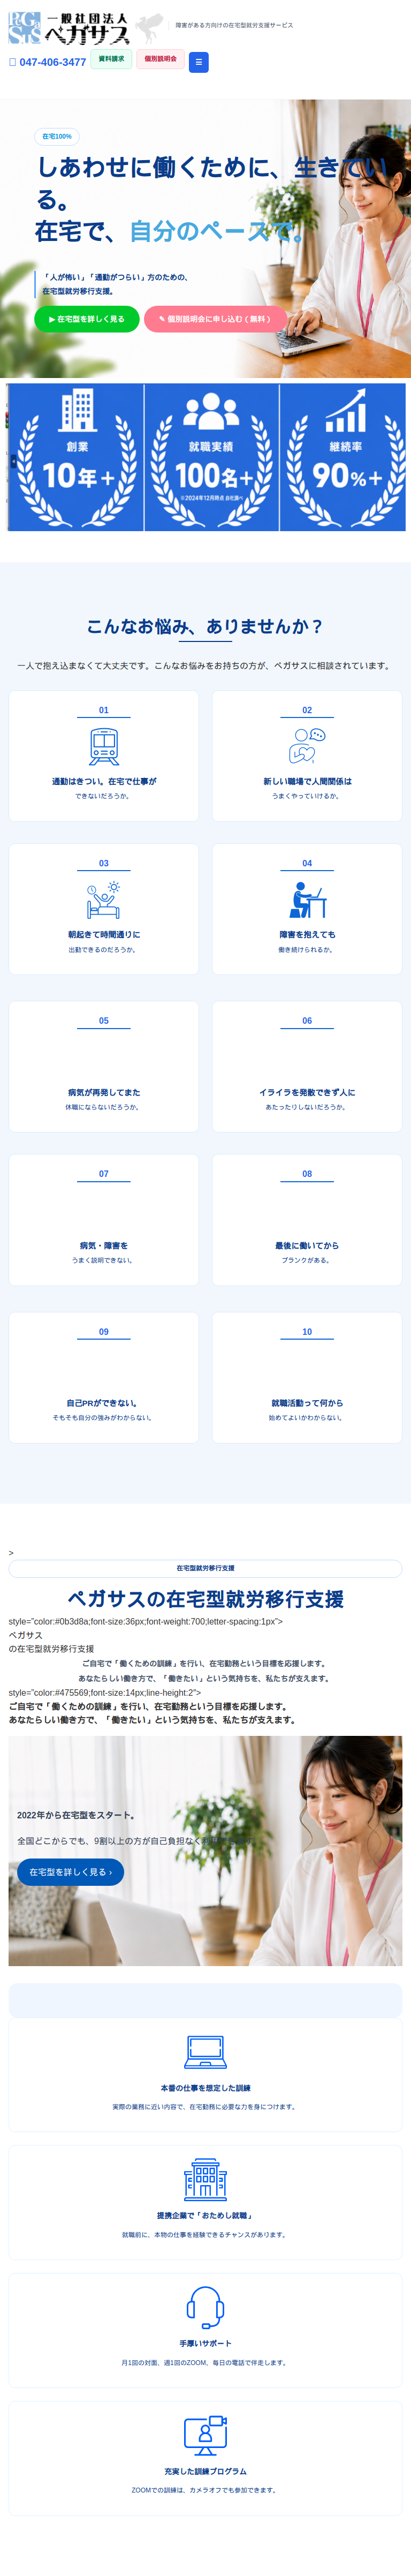 一般社団法人
ペガサス
障害がある方向けの在宅型就労支援サービス
047-406-3477
資料請求
個別説明会
☰
在宅100%
しあわせに働くために、生きている。
在宅で、自分のペースで。
「人が怖い」「通勤がつらい」方のための、
在宅型就労移行支援。
▶ 在宅型を詳しく見る
✎ 個別説明会に申し込む（無料）
創業
10年+
就職実績
100名+
※2024年12月時点 自社調べ
継続率
90%+
こんなお悩み、ありませんか？
一人で抱え込まなくて大丈夫です。こんなお悩みをお持ちの方が、ペガサスに相談されています。
01
通勤はきつい。在宅で仕事が
できないだろうか。
02
新しい職場で人間関係は
うまくやっていけるか。
03
朝起きて時間通りに
出勤できるのだろうか。
04
障害を抱えても
働き続けられるか。
05
病気が再発してまた
休職にならないだろうか。
06
イライラを発散できず人に
あたったりしないだろうか。
07
病気・障害を
うまく説明できない。
08
最後に働いてから
ブランクがある。
09
自己PRができない。
そもそも自分の強みがわからない。
10
就職活動って何から
始めてよいかわからない。
>
在宅型就労移行支援
ペガサスの在宅型就労移行支援
style="color:#0b3d8a;font-size:36px;font-weight:700;letter-spacing:1px">
ペガサス
の在宅型就労移行支援
ご自宅で「働くための訓練」を行い、在宅勤務という目標を応援します。
あなたらしい働き方で、「働きたい」という気持ちを、私たちが支えます。
style="color:#475569;font-size:14px;line-height:2">
ご自宅で「働くための訓練」を行い、在宅勤務という目標を応援します。
あなたらしい働き方で、「働きたい」という気持ちを、私たちが支えます。
2022年から在宅型をスタート。
全国どこからでも、9割以上の方が自己負担なく
在宅型を詳しく見る ›
本番の仕事を想定した訓練
実際の業務に近い内容で、在宅勤務に必要な力を身につけます。
提携企業で「おためし就職」
就職前に、本物の仕事を経験できるチャンスがあります。
手厚いサポート
月1回の対面、週1回のZOOM、毎日の電話で伴走します。
充実した訓練プログラム
ZOOMでの訓練は、カメラオフでも参加できます。